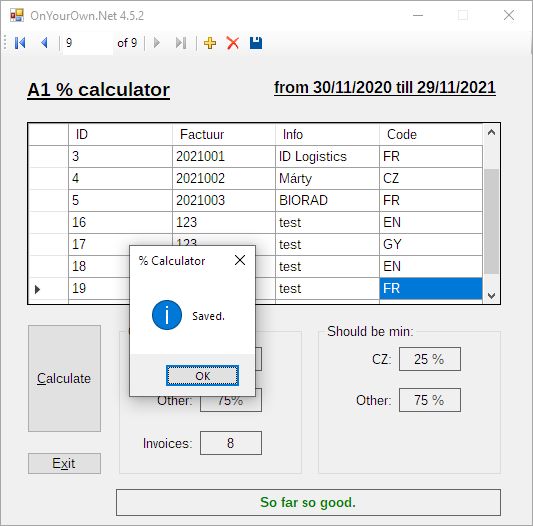 OnYourOwn.Net 4.5.2
9 of 9
A1 % calculator
from 30/11/2020 till 29/11/2021
ID Factuur Info Code
3 2021001 ID Logistics FR
4 2021002 Márty CZ
5 2021003 BIORAD FR
16 123 test EN
17 123 test GY
18 test EN
19 test FR
% Calculator
Saved.
OK
Calculate
Exit
Other: 75%
Invoices: 8
Should be min:
CZ: 25 %
Other: 75 %
So far so good.